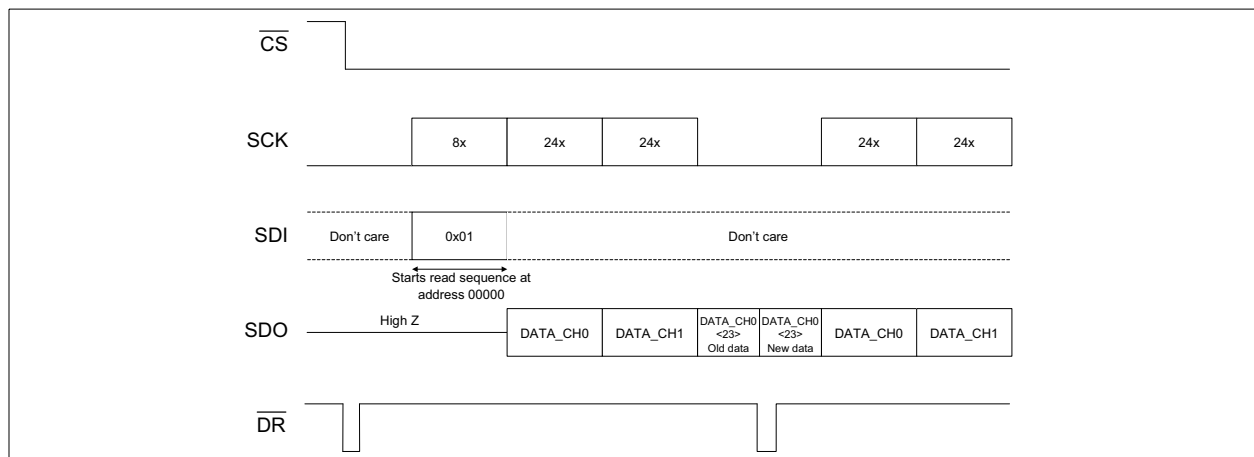 CS
SCK
8x
24x
24x
24x
24x
SDI
Don't care
0x01
Don't care
Starts read sequence at
address 00000
SDO
High Z
DATA_CH0
DATA_CH1
DATA_CH0
<23>
Old data
DATA_CH0
<23>
New data
DATA_CH0
DATA_CH1
DR